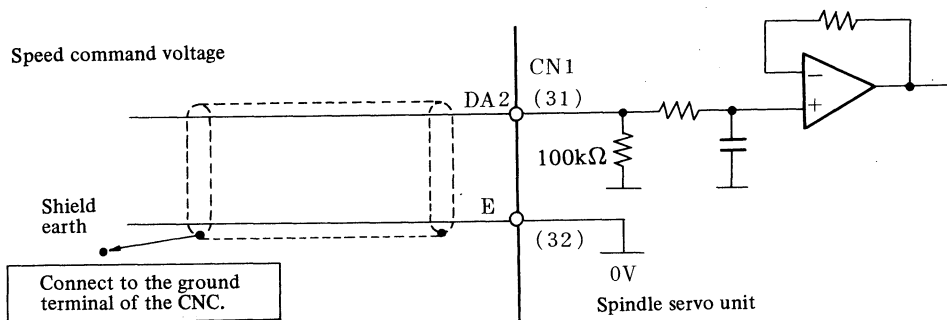 Speed command voltage
CN1
DA2
(31)
100kΩ
E
(32)
0V
Shield
earth
Connect to the ground
terminal of the CNC.
Spindle servo unit
−
+